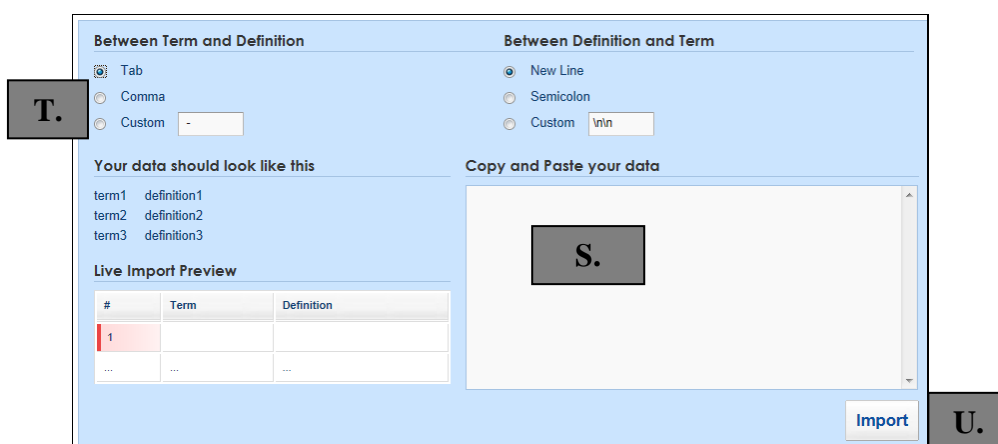 Between Term and Definition
Between Definition and Term
Tab
New Line
T.
Comma
Semicolon
Custom -
Custom \n\n
Your data should look like this
Copy and Paste your data
term1 definition1
term2 definition2
term3 definition3
S.
Live Import Preview
# Term Definition
1
... ... ...
Import
U.